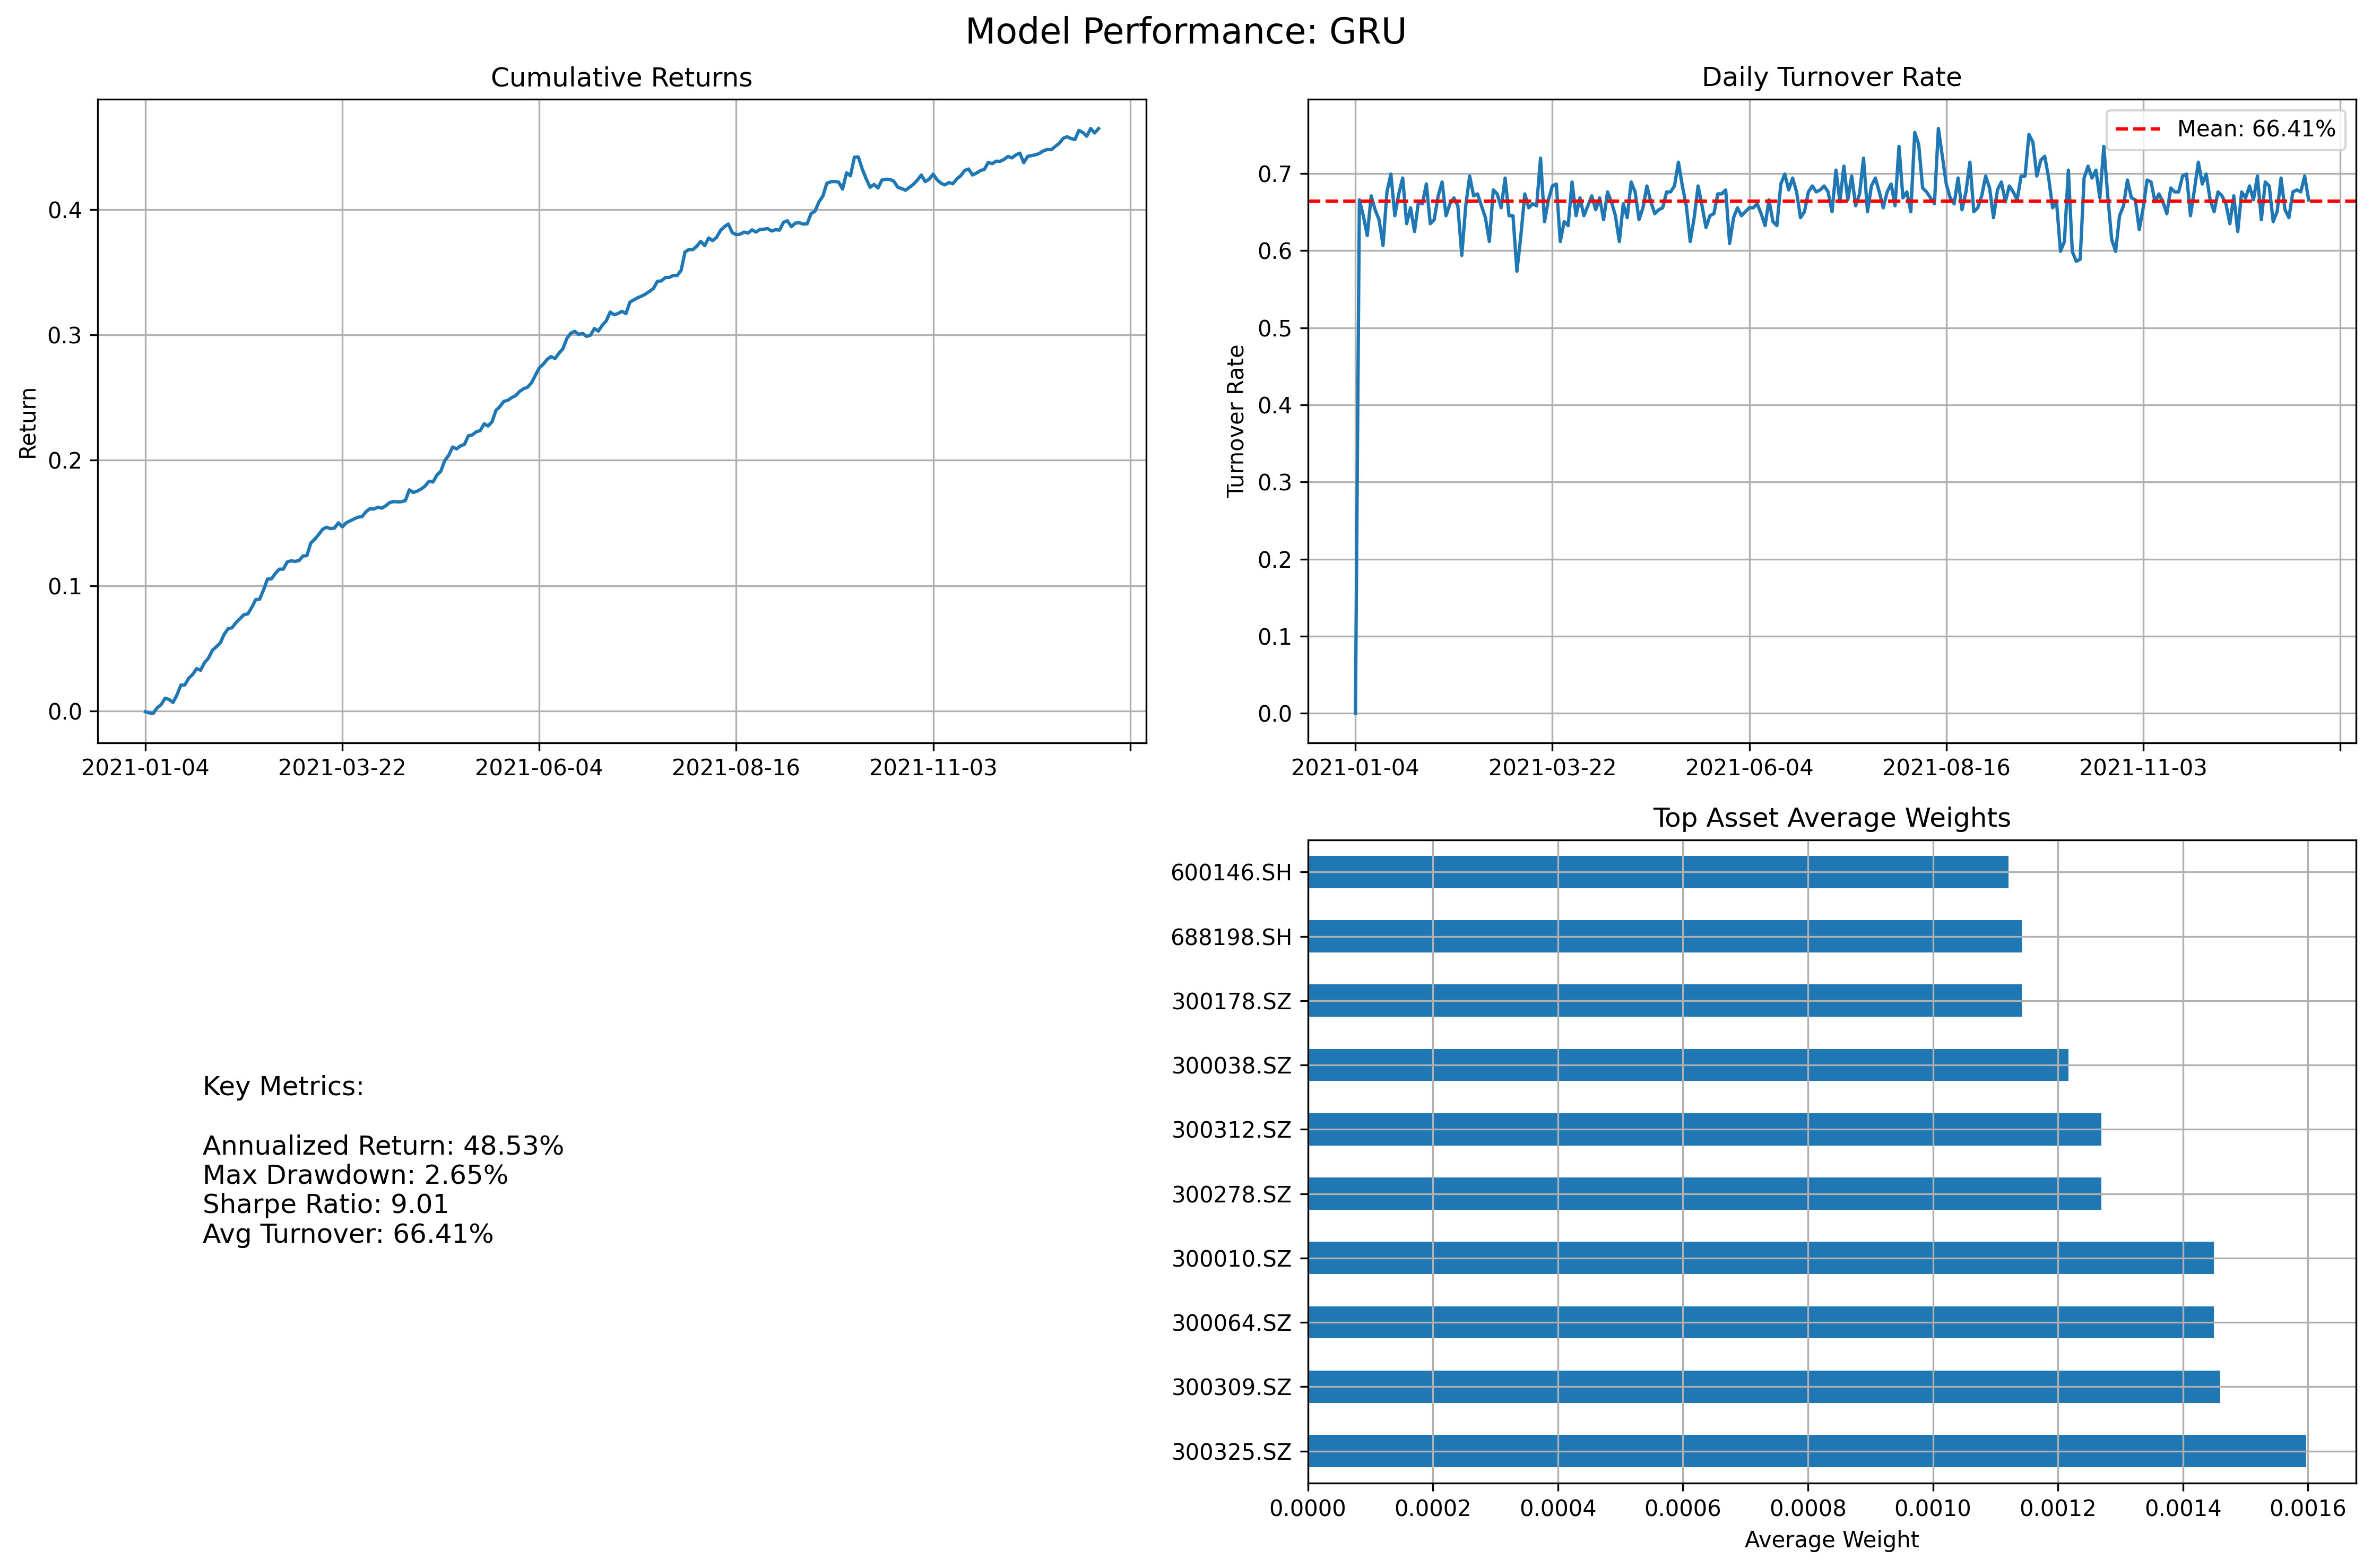 Model Performance: GRU
Cumulative Returns
Return
0.4
0.3
0.2
0.1
0.0
2021-01-04
2021-03-22
2021-06-04
2021-08-16
2021-11-03
Daily Turnover Rate
Mean: 66.41%
Turnover Rate
0.7
0.6
0.5
0.4
0.3
0.2
0.1
0.0
2021-01-04
2021-03-22
2021-06-04
2021-08-16
2021-11-03
Key Metrics:
Annualized Return: 48.53%
Max Drawdown: 2.65%
Sharpe Ratio: 9.01
Avg Turnover: 66.41%
Top Asset Average Weights
600146.SH
688198.SH
300178.SZ
300038.SZ
300312.SZ
300278.SZ
300010.SZ
300064.SZ
300309.SZ
300325.SZ
0.0000
0.0002
0.0004
0.0006
0.0008
0.0010
0.0012
0.0014
0.0016
Average Weight